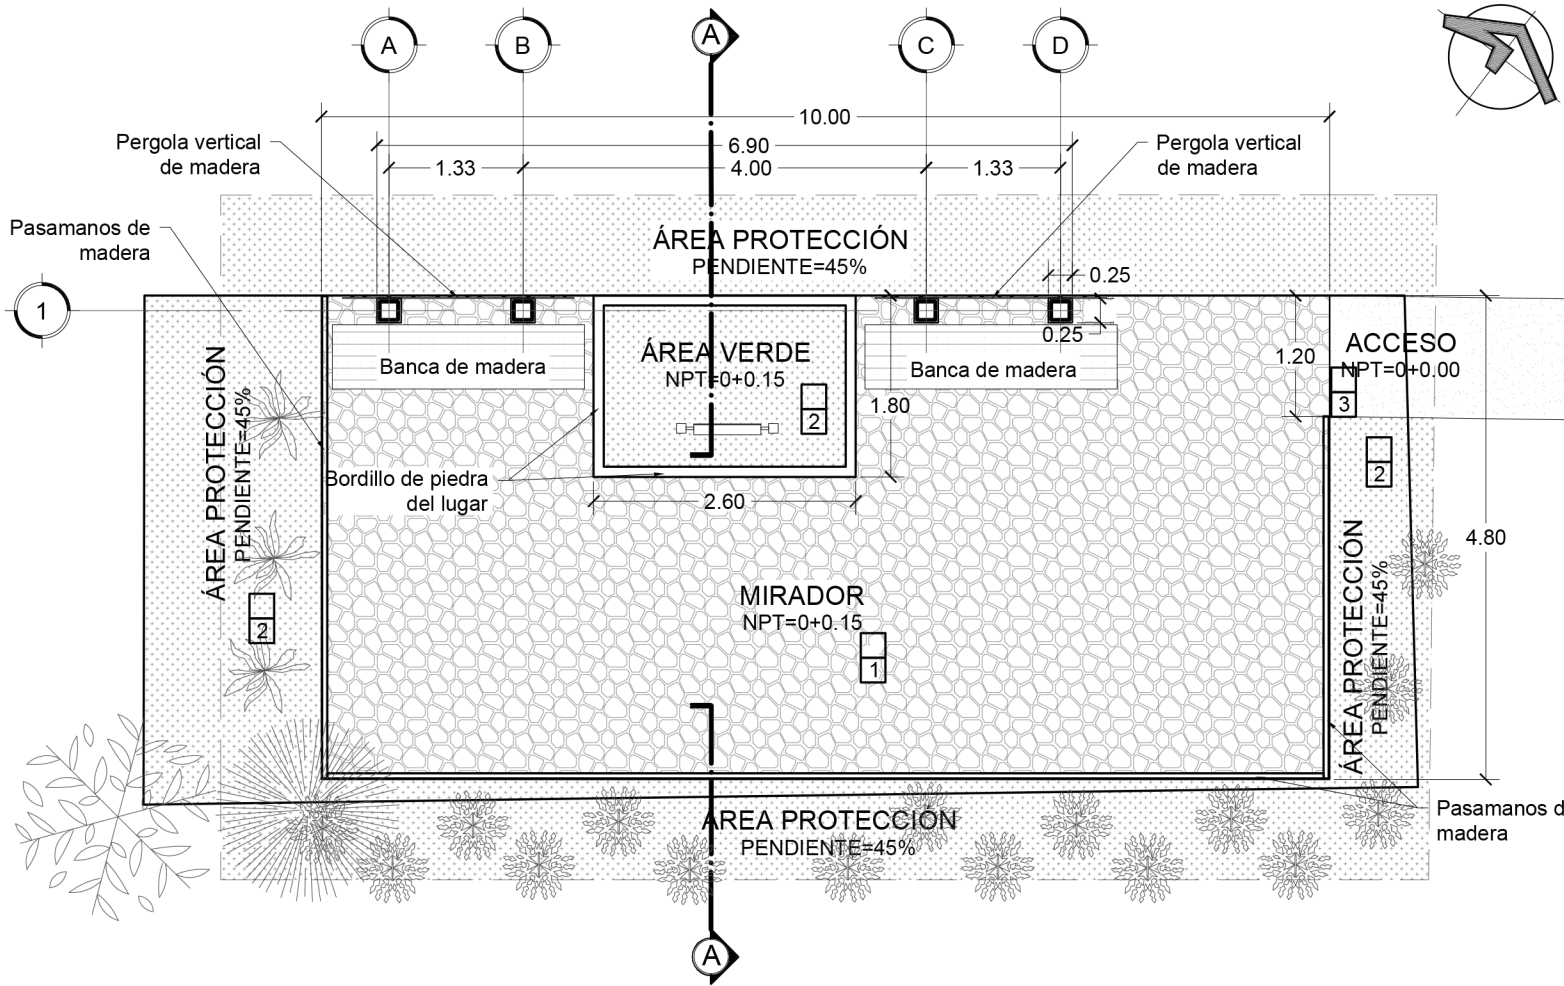 A
B
A
C
D
10.00
6.90
1.33
4.00
1.33
Pergola vertical
de madera
Pergola vertical
de madera
Pasamanos de
madera
ÁREA PROTECCIÓN
PENDIENTE=45%
0.25
1
0.25
ÁREA VERDE
NPT=0+0.15
Banca de madera
Banca de madera
1.20
ACCESO
NPT=0+0.00
3
1.80
2
2
ÁREA PROTECCIÓN
PENDIENTE=45%
Bordillo de piedra
del lugar
2.60
4.80
MIRADOR
NPT=0+0.15
1
2
ÁREA PROTECCIÓN
PENDIENTE=45%
ÁREA PROTECCIÓN
PENDIENTE=45%
Pasamanos d
madera
A